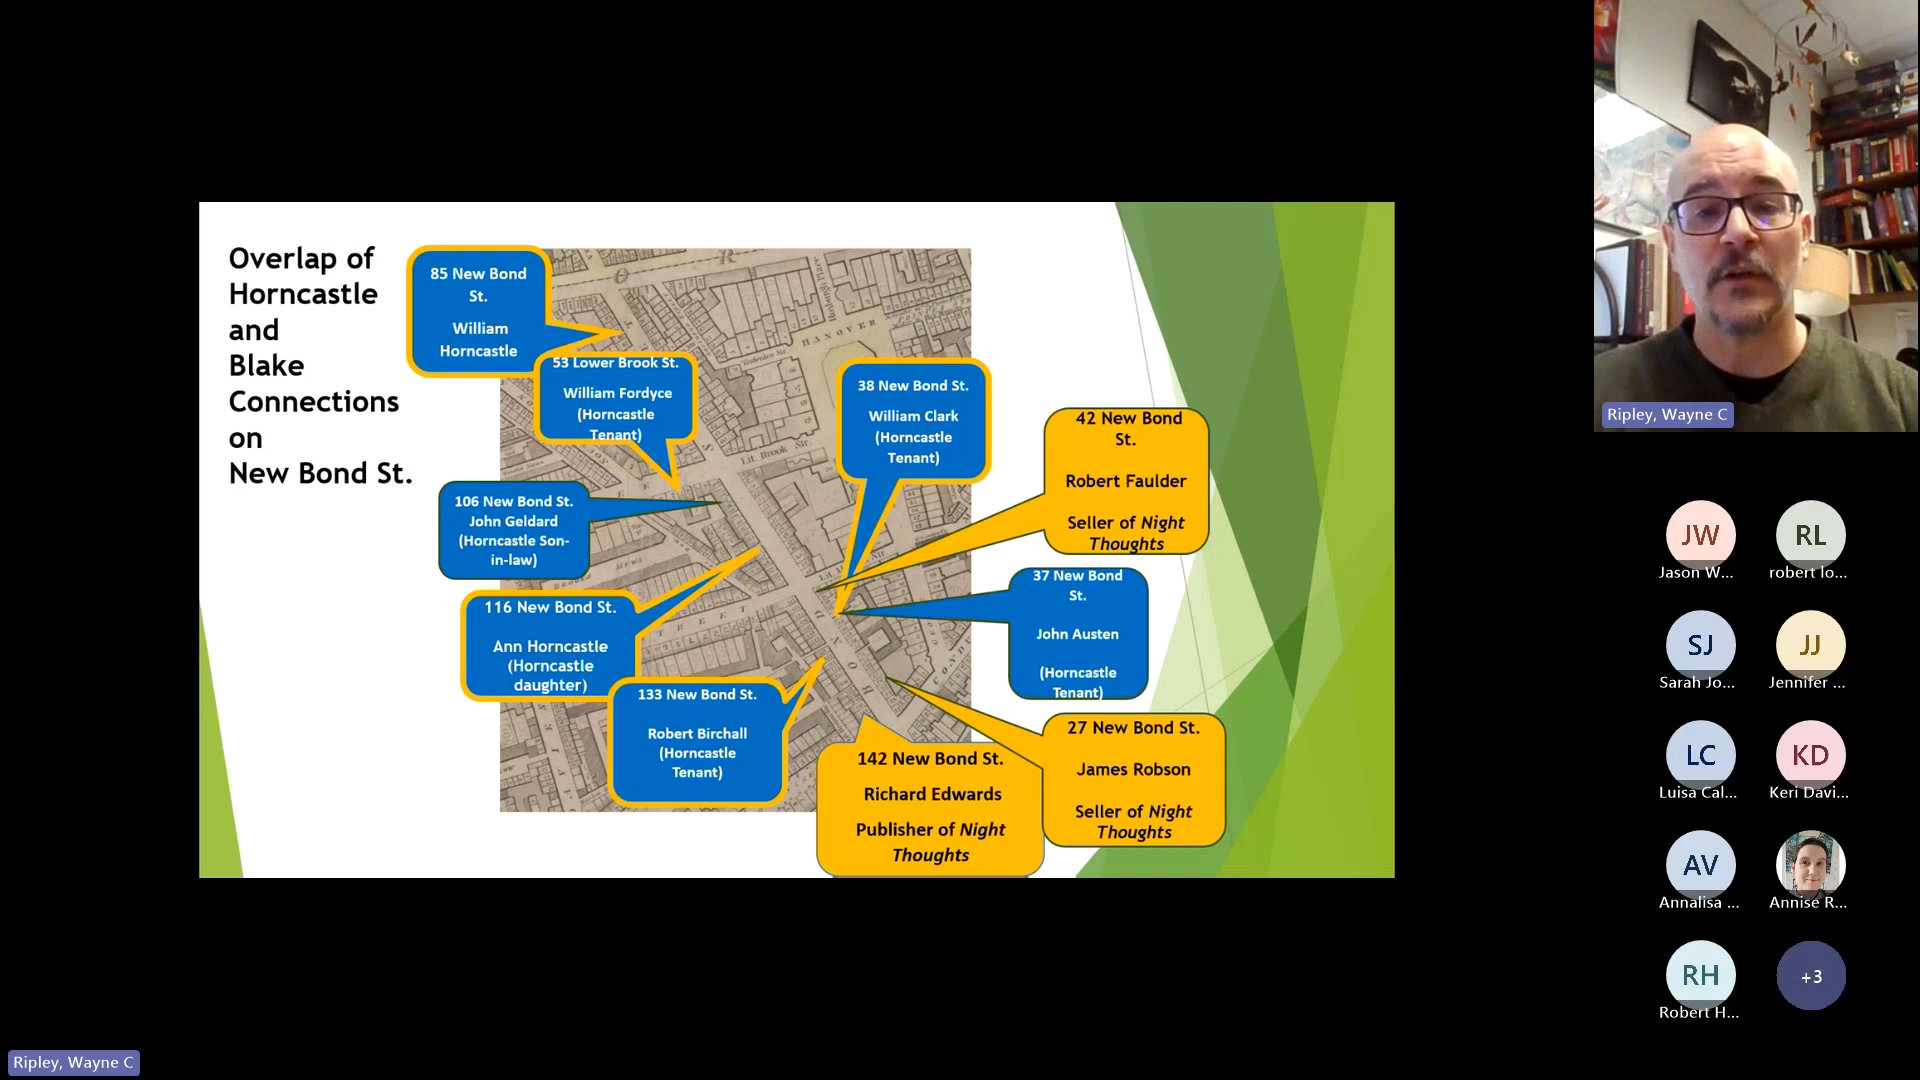 Overlap of
Horncastle
and
Blake
Connections
on
New Bond St.
85 New Bond
St.
William
Horncastle
53 Lower Brook St.
William Fordyce
(Horncastle
Tenant)
38 New Bond St.
William Clark
(Horncastle
Tenant)
42 New Bond
St.
Robert Faulder
Seller of Night
Thoughts
106 New Bond St.
John Geldard
(Horncastle Son-
in-law)
37 New Bond
St.
John Austen
(Horncastle
Tenant)
116 New Bond St.
Ann Horncastle
(Horncastle
daughter)
133 New Bond St.
Robert Birchall
(Horncastle
Tenant)
142 New Bond St.
Richard Edwards
Publisher of Night
Thoughts
27 New Bond St.
James Robson
Seller of Night
Thoughts
HANOVER
Litt. Brook Str.
STREET
BOND
Ripley, Wayne C
JW
Jason W...
RL
robert lo...
SJ
Sarah Jo...
JJ
Jennifer ...
LC
Luisa Cal...
KD
Keri Davi...
AV
Annalisa ...
Annise R...
RH
Robert H...
+3
Ripley, Wayne C